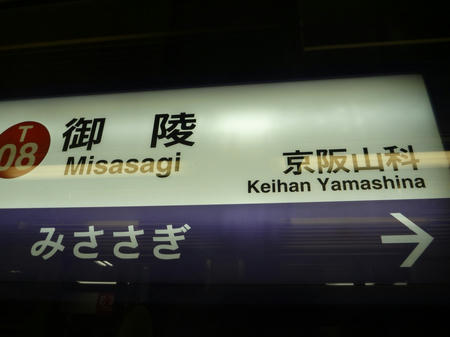 T
08
御陵
Misasagi
京阪山科
Keihan Yamashina
みささぎ
→